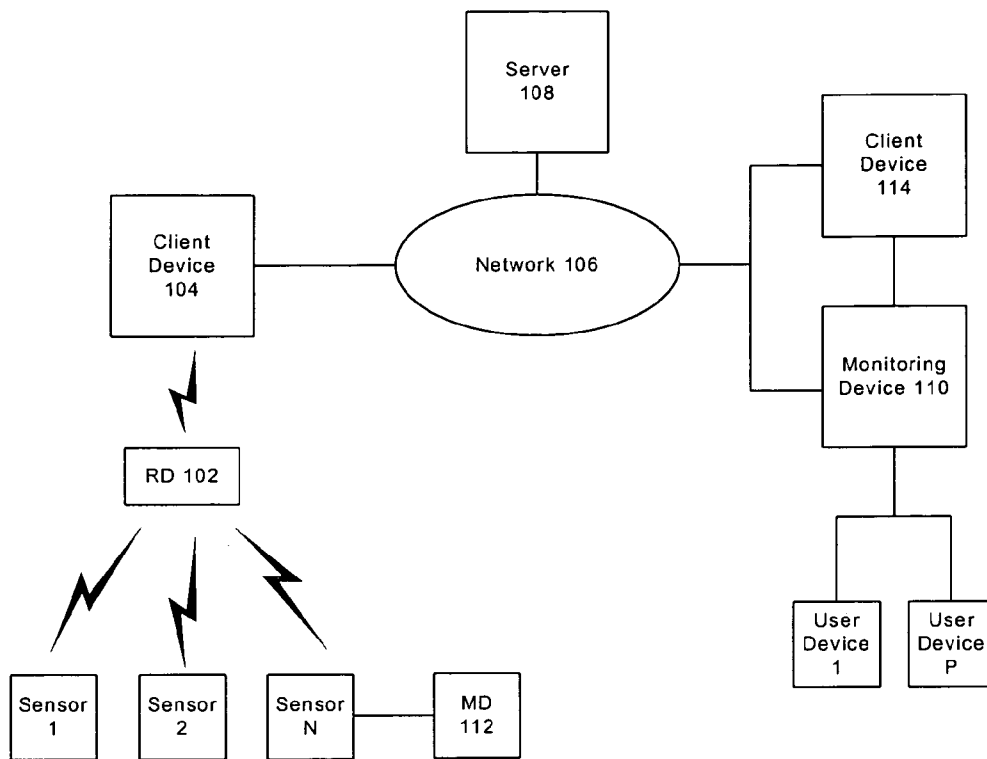 Server
108
Client
Device
114
Client
Device
104
Network 106
Monitoring
Device 110
RD 102
User
Device
1
User
Device
P
Sensor
1
Sensor
2
Sensor
N
MD
112